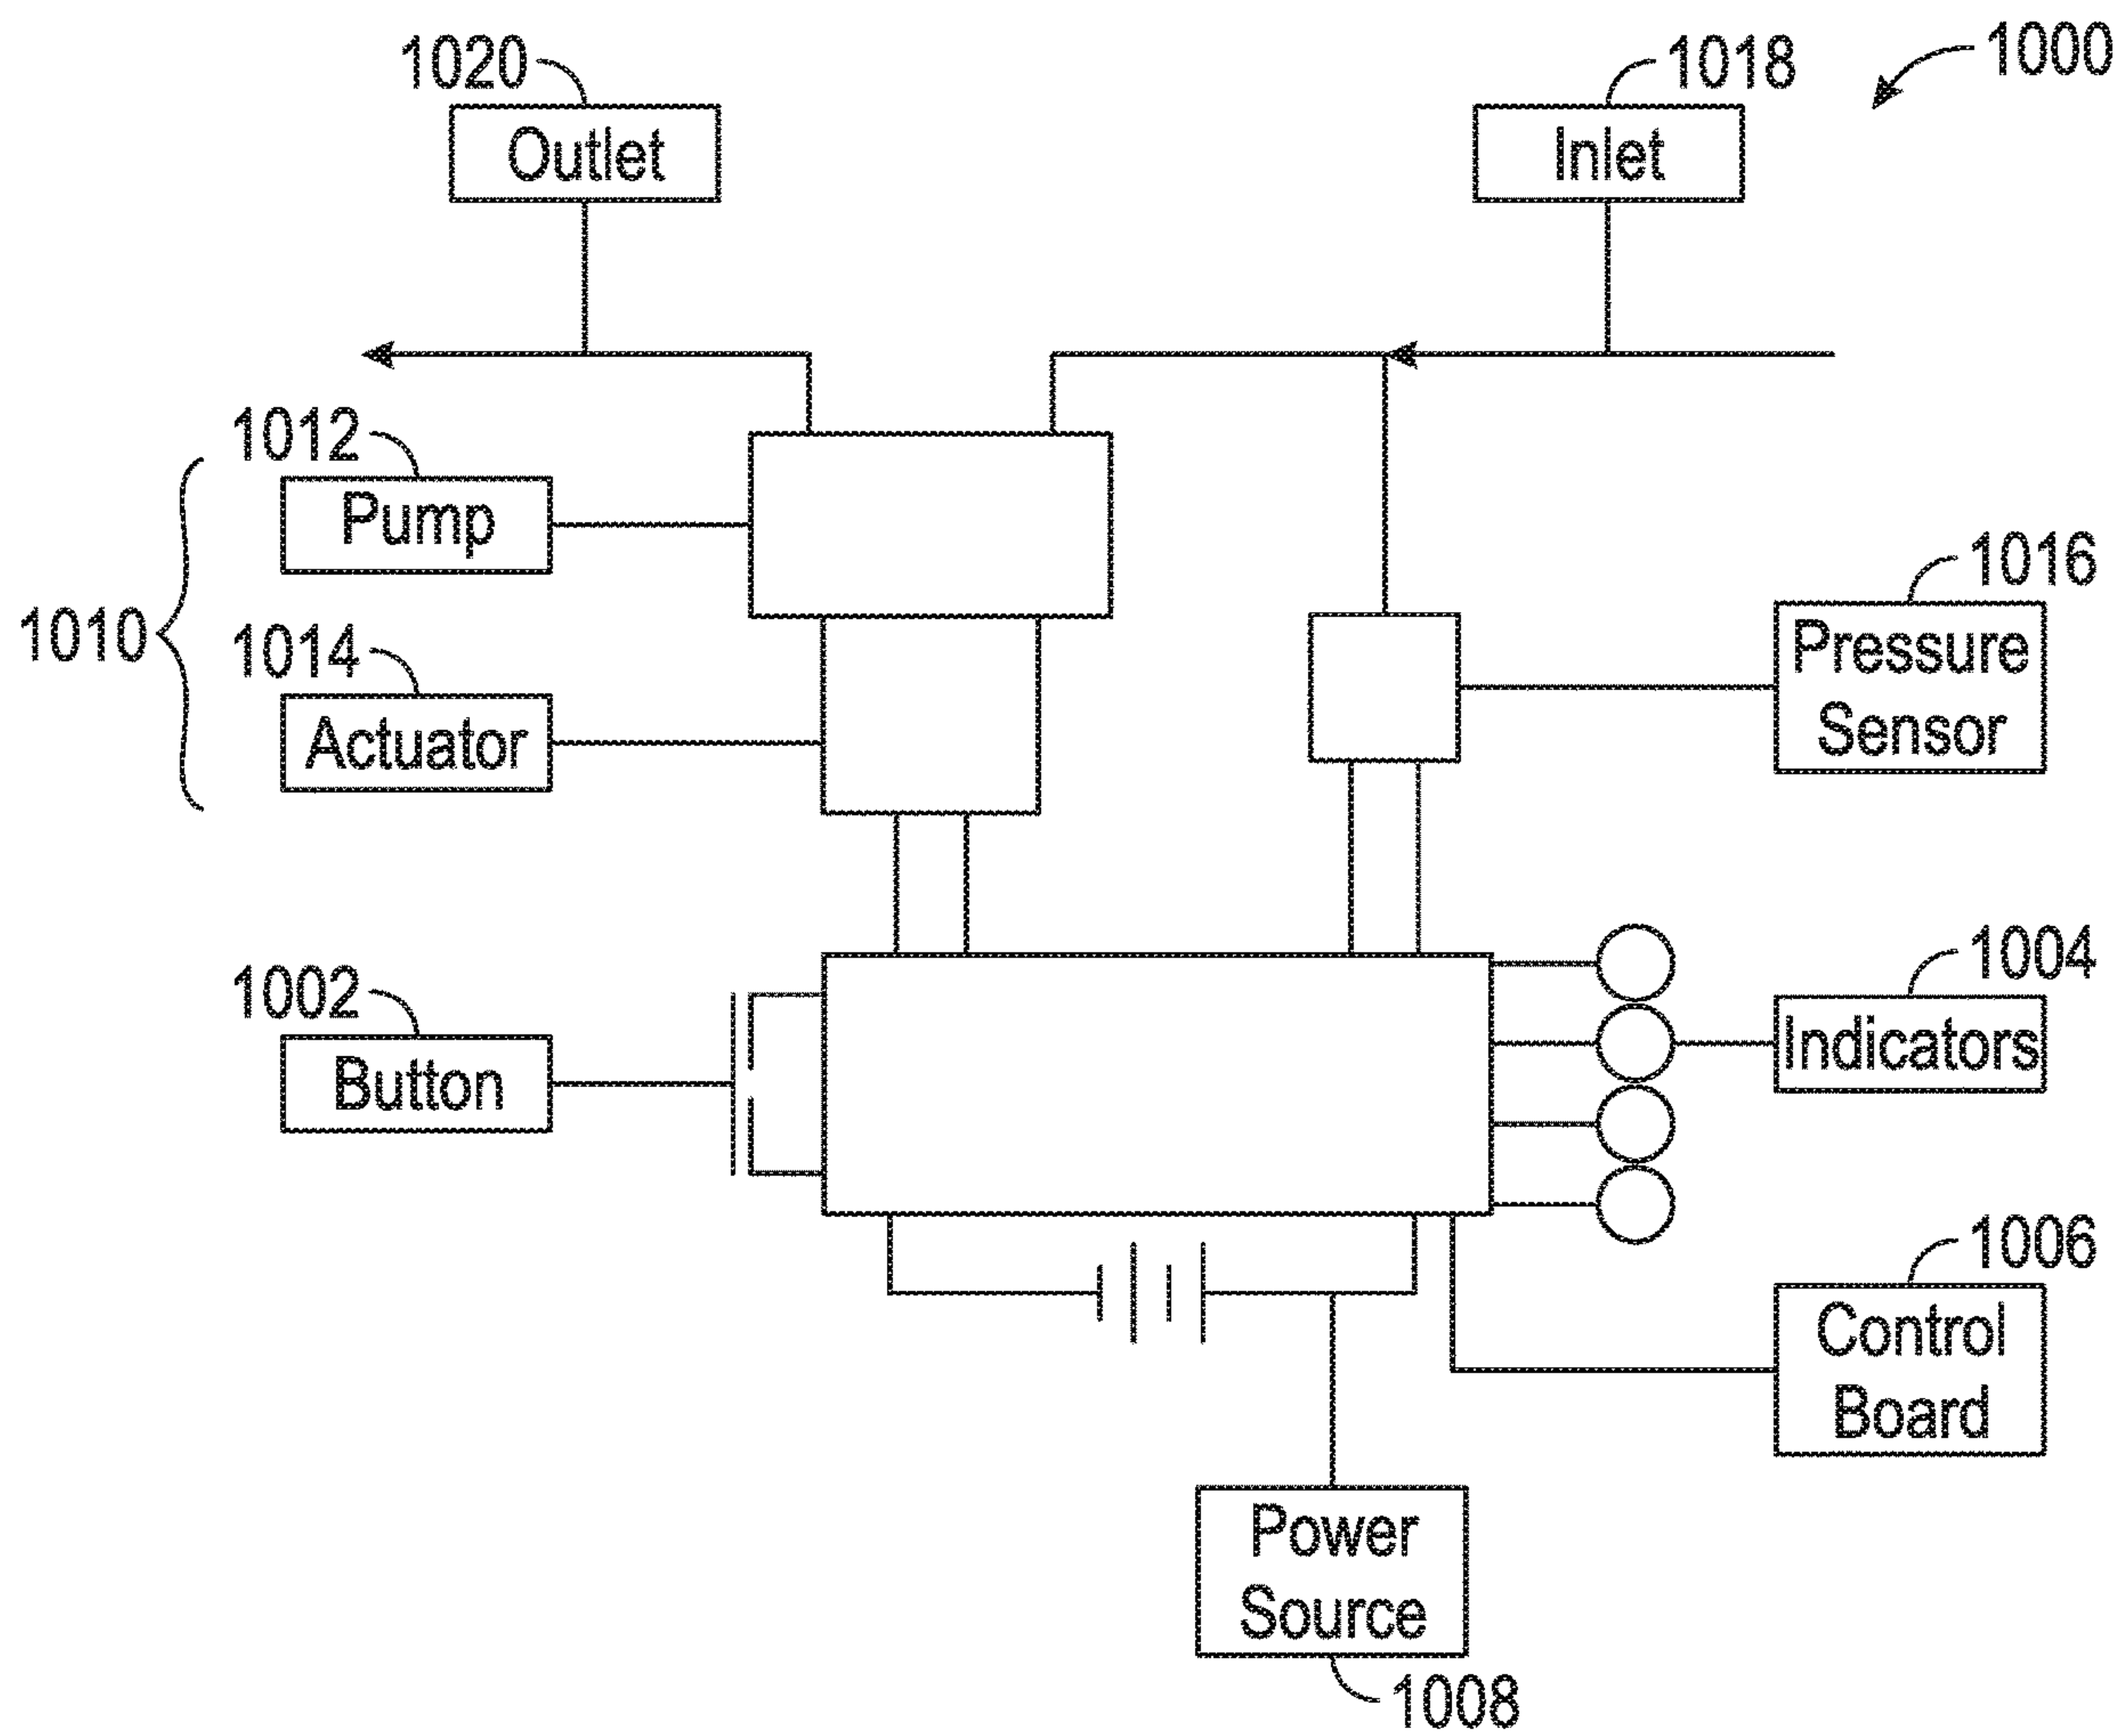 1020
1018
1000
Outlet
Inlet
1012
Pump
1016
Pressure
Sensor
1010
1014
Actuator
1002
Button
1004
Indicators
1006
Control
Board
Power
Source
1008